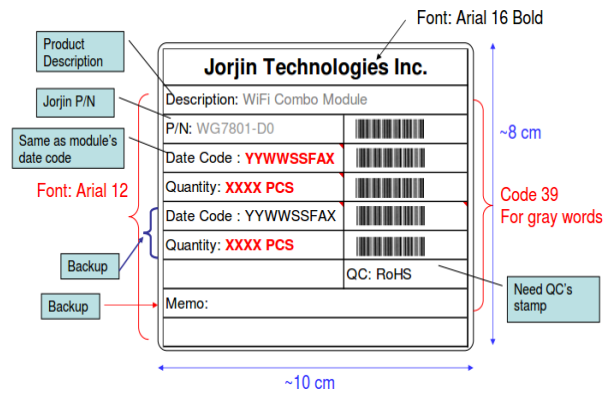 Font: Arial 16 Bold
Product
Description
Jorjin Technologies Inc.
Description: WiFi Combo Module
Jorjin P/N
P/N: WG7801-D0
~8 cm
Same as module's
date code
Date Code : YYWWSSFAX
Font: Arial 12
Quantity: XXXX PCS
Code 39
For gray words
Date Code : YYWWSSFAX
Quantity: XXXX PCS
Backup
QC: RoHS
Need QC's
stamp
Backup
Memo:
~10 cm